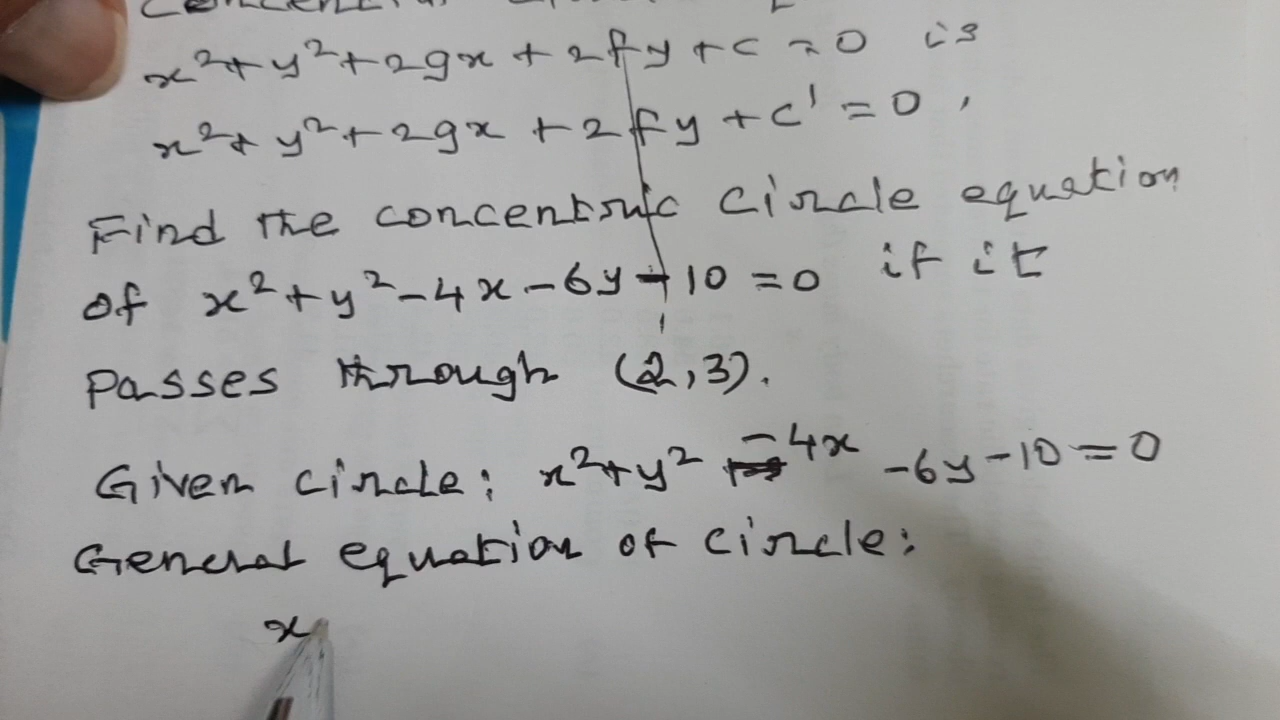 x²+y²+2gx+2fy+c=0 is
x²+y²+2gx+2fy+c'=0,
Find the concentric circle equation
of x²+y²-4x-6y-10=0 if it
passes through (2,3).
Given circle: x²+y² -4x -6y-10=0
General equation of circle:
x